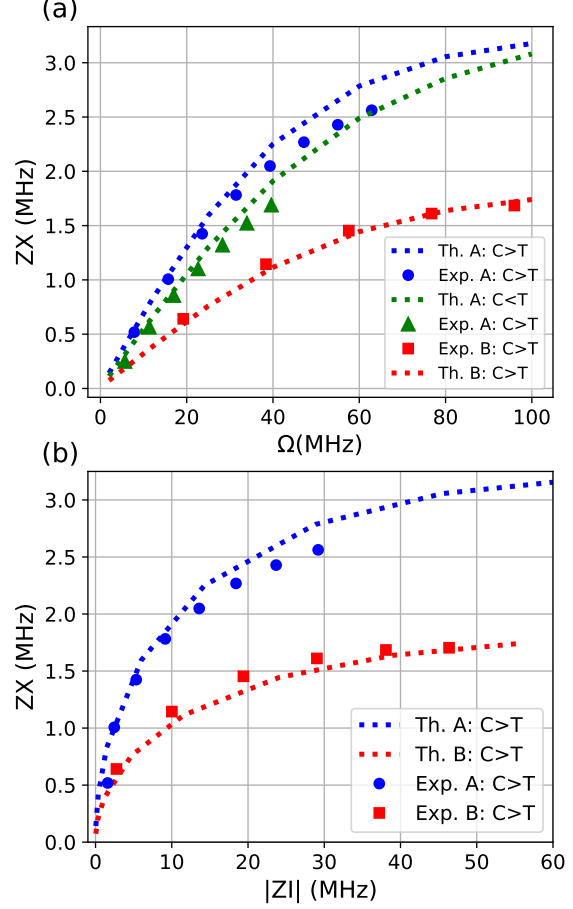 (a)
ZX (MHz)
3.0
2.5
2.0
1.5
1.0
0.5
0.0
Th. A: C>T
Exp. A: C>T
Th. A: C<T
Exp. A: C>T
Exp. B: C>T
Th. B: C>T
0 20 40 60 80 100
Ω(MHz)
(b)
ZX (MHz)
3.0
2.5
2.0
1.5
1.0
0.5
0.0
Th. A: C>T
Th. B: C>T
Exp. A: C>T
Exp. B: C>T
0 10 20 30 40 50 60
|ZI| (MHz)